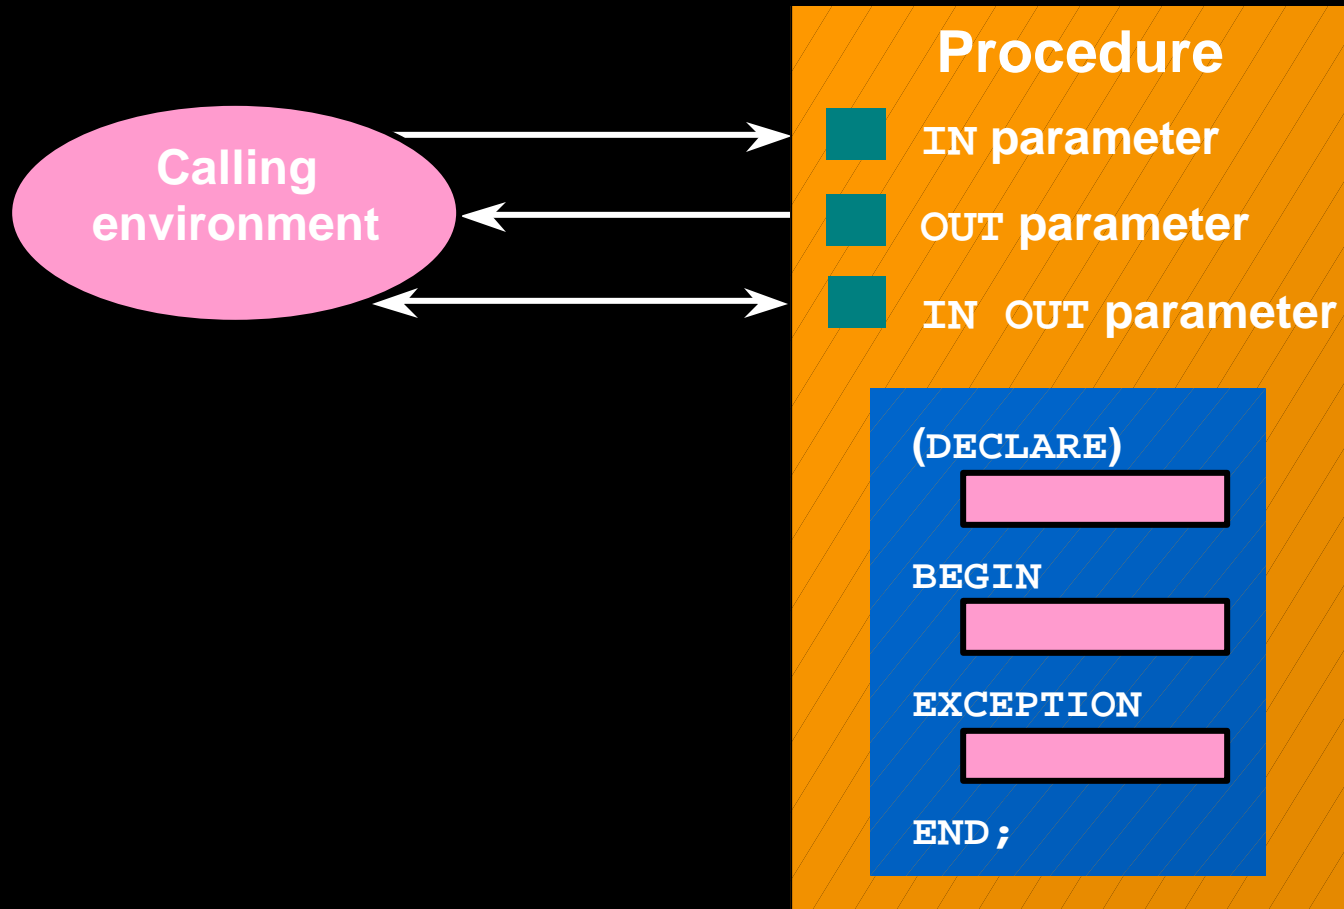 Procedure
Calling
environment
IN parameter
OUT parameter
IN OUT parameter
(DECLARE)
BEGIN
EXCEPTION
END;